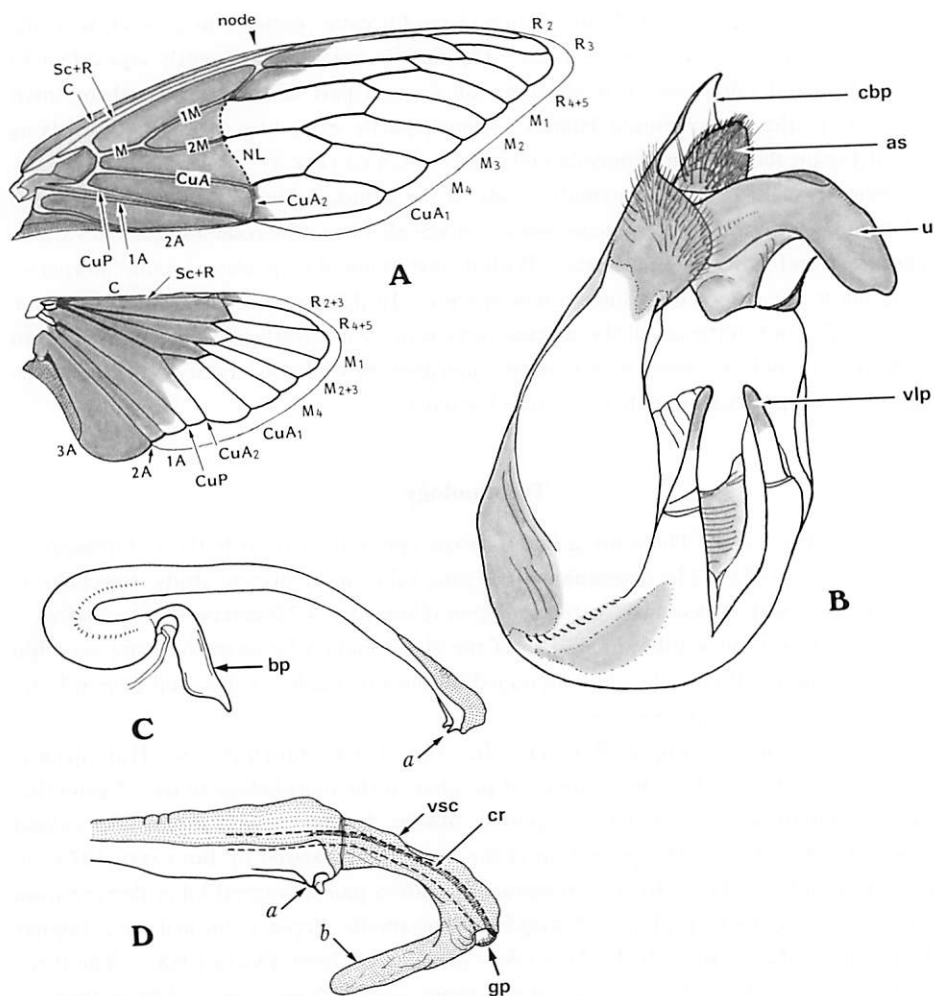 node
R2
R3
Sc+R
C
cbp
as
1M
M
2M
NL
R4+5
M1
M2
M3
M4
CuA
CuA2
CuA1
u
CuP
1A
2A
A
C
Sc+R
R2+3
R4+5
M1
M2+3
M4
CuA1
CuA2
CuP
1A
2A
3A
vlp
B
bp
C
a
vsc
cr
a
D
b
gp